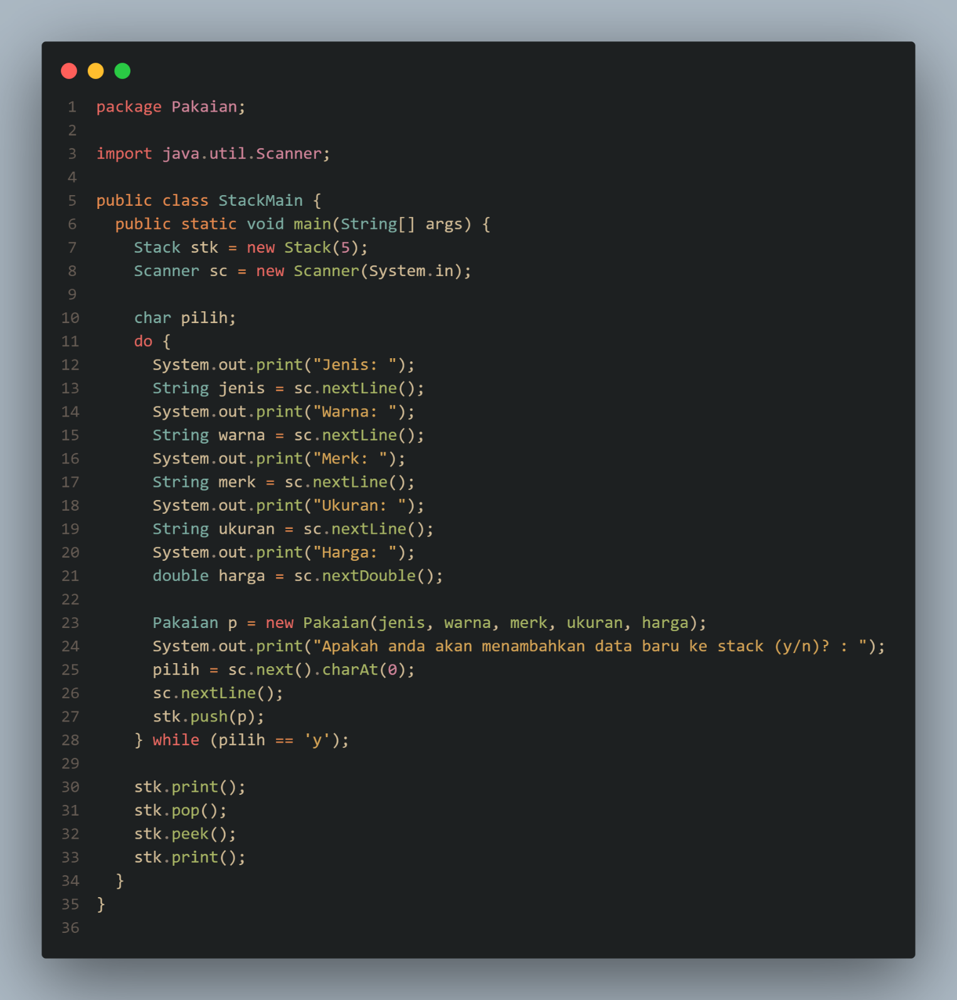 1 package Pakaian;
2
3 import java.util.Scanner;
4
5 public class StackMain {
6   public static void main(String[] args) {
7     Stack stk = new Stack(5);
8     Scanner sc = new Scanner(System.in);
9
10     char pilih;
11     do {
12       System.out.print("Jenis: ");
13       String jenis = sc.nextLine();
14       System.out.print("Warna: ");
15       String warna = sc.nextLine();
16       System.out.print("Merk: ");
17       String merk = sc.nextLine();
18       System.out.print("Ukuran: ");
19       String ukuran = sc.nextLine();
20       System.out.print("Harga: ");
21       double harga = sc.nextDouble();
22
23       Pakaian p = new Pakaian(jenis, warna, merk, ukuran, harga);
24       System.out.print("Apakah anda akan menambahkan data baru ke stack (y/n)? : ");
25       pilih = sc.next().charAt(0);
26       sc.nextLine();
27       stk.push(p);
28     } while (pilih == 'y');
29
30     stk.print();
31     stk.pop();
32     stk.peek();
33     stk.print();
34   }
35 }
36